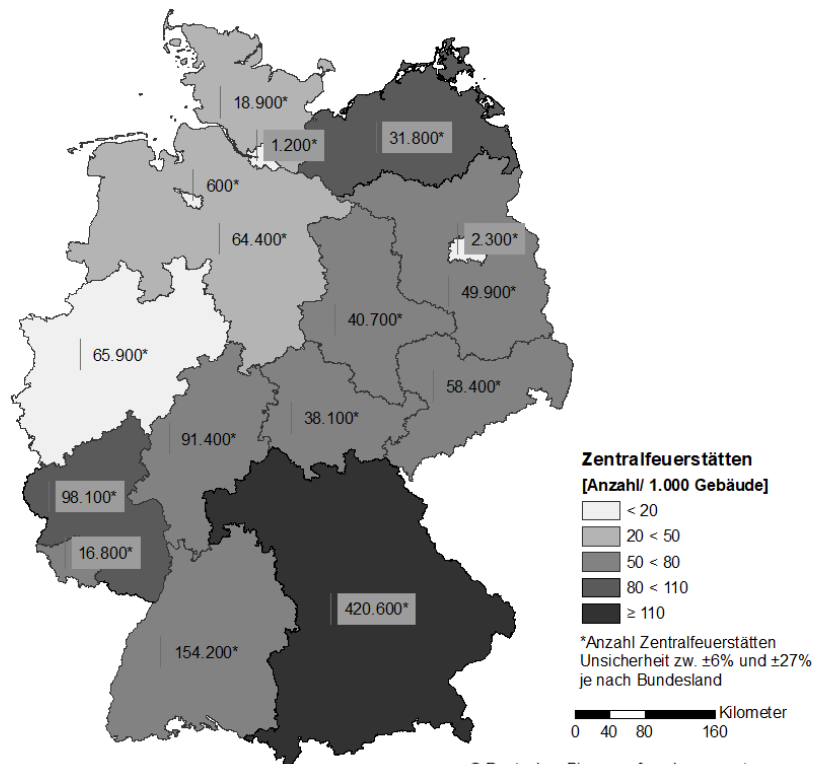 18.900*
1.200*
31.800*
600*
2.300*
64.400*
49.900*
40.700*
65.900*
58.400*
38.100*
91.400*
98.100*
16.800*
420.600*
154.200*
Zentralfeuerstätten
[Anzahl/ 1.000 Gebäude]
< 20
20 < 50
50 < 80
80 < 110
≥ 110
*Anzahl Zentralfeuerstätten
Unsicherheit zw. ±6% und ±27%
je nach Bundesland
Kilometer
0 40 80 160